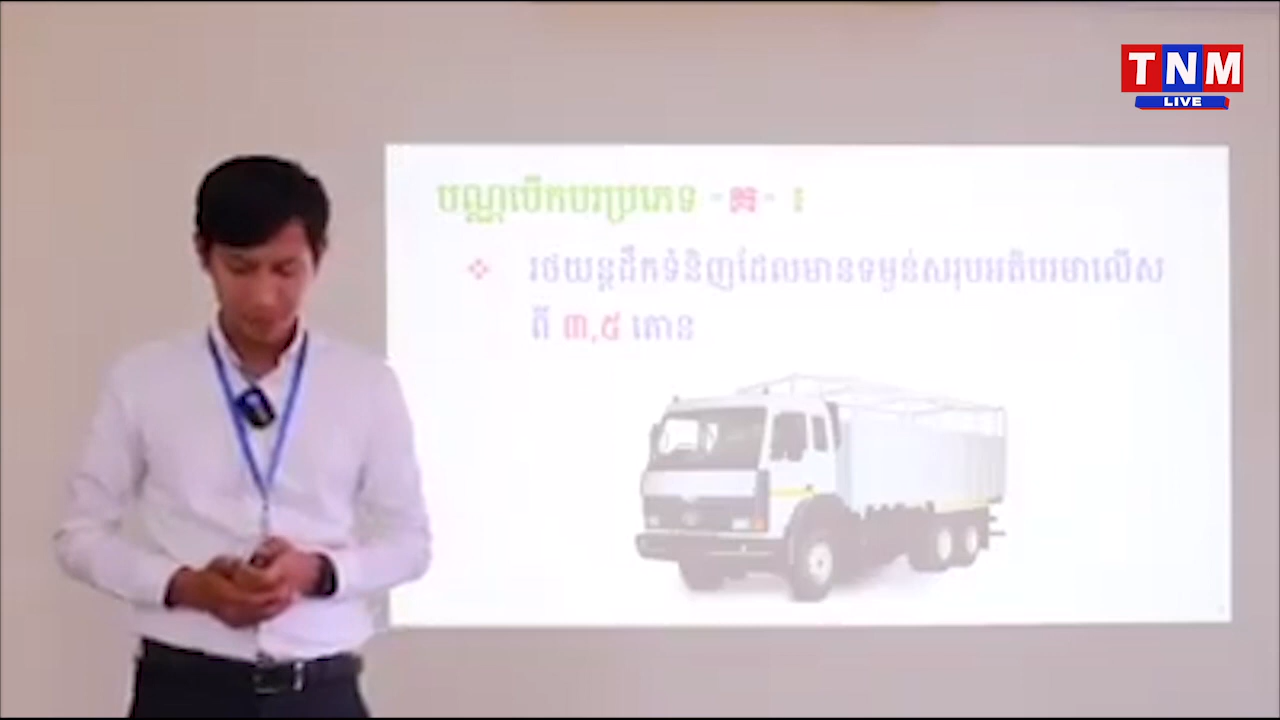 TNM
LIVE
បណ្ណបើកបរប្រភេទ -គ- ៖
រថយន្តដឹកទំនិញដែលមានទម្ងន់សរុបអតិបរមាលើស
ពី ៣,៥ តោន